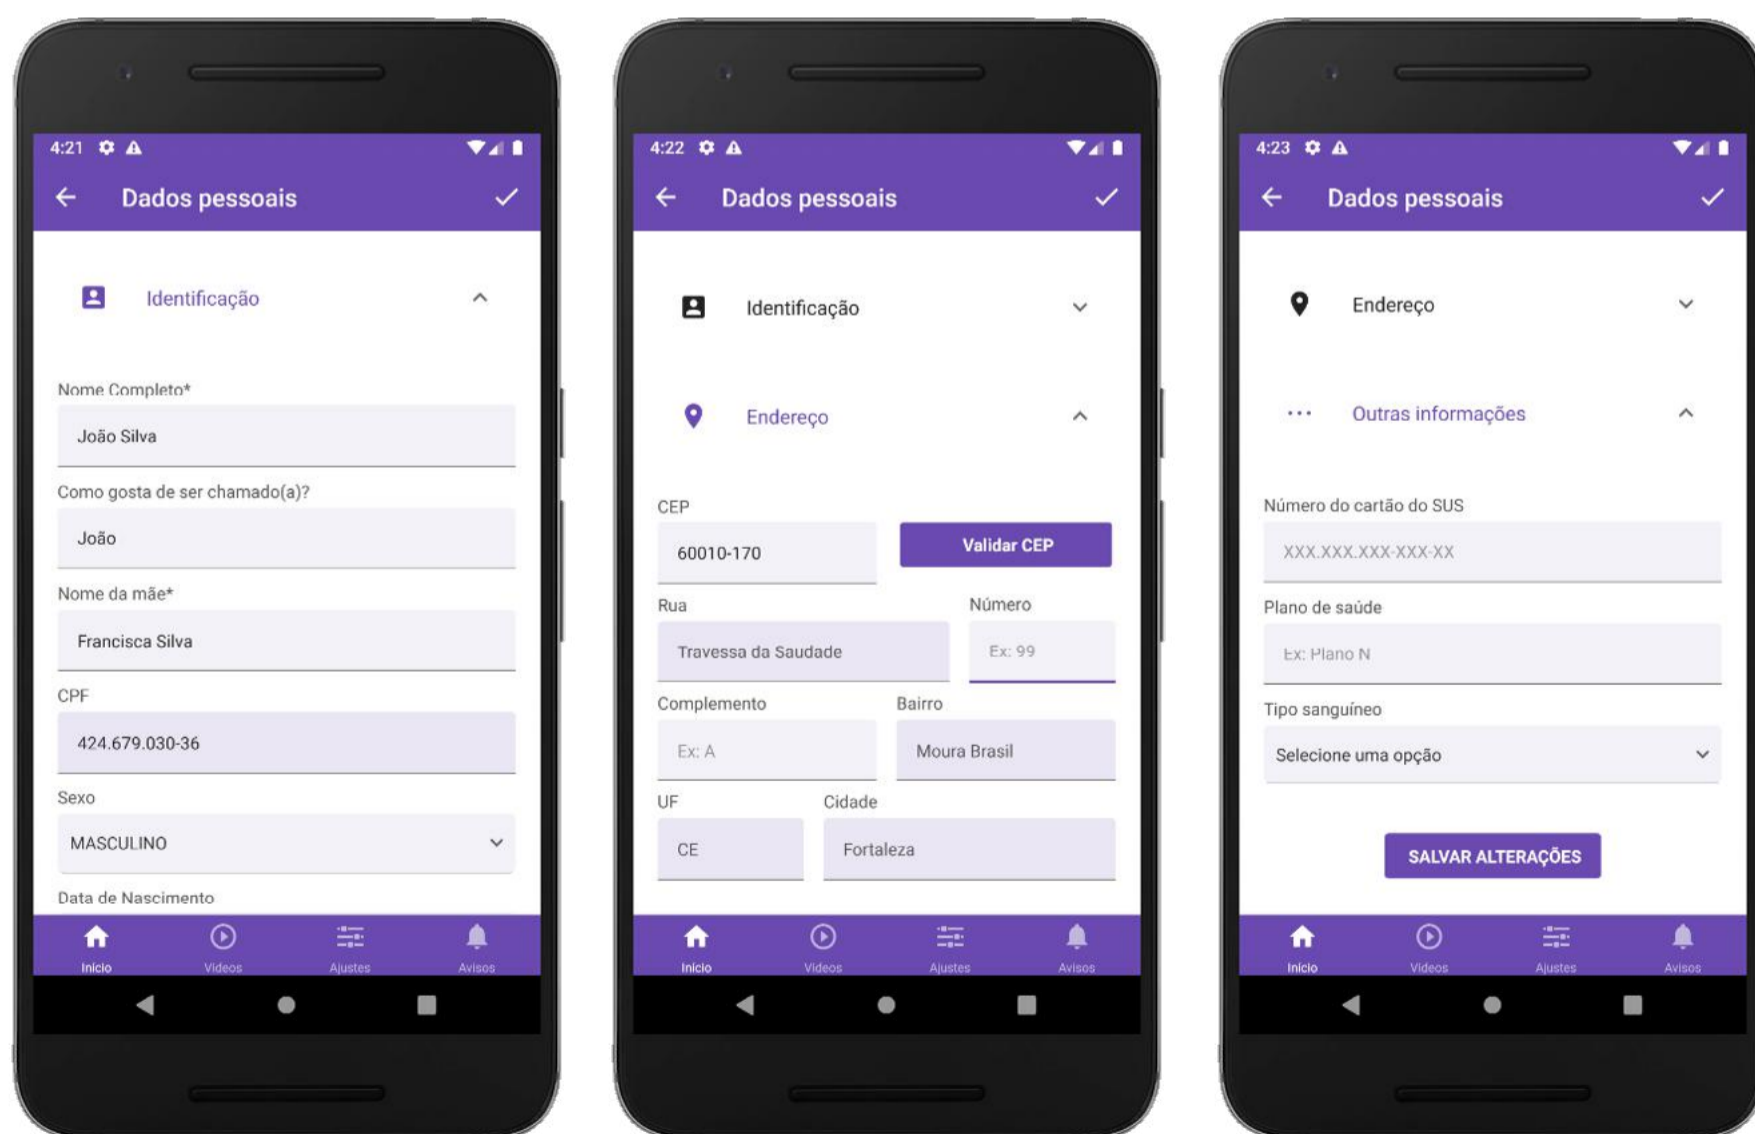 4:21
Dados pessoais
Identificação
Nome Completo*
João Silva
Como gosta de ser chamado(a)?
João
Nome da mãe*
Francisca Silva
CPF
424.679.030-36
Sexo
MASCULINO
Data de Nascimento
Início Vídeos Ajustes Avisos
4:22
Dados pessoais
Identificação
Endereço
CEP
60010-170 Validar CEP
Rua Número
Travessa da Saudade Ex: 99
Complemento Bairro
Ex: A Moura Brasil
UF Cidade
CE Fortaleza
Início Vídeos Ajustes Avisos
4:23
Dados pessoais
Endereço
Outras informações
Número do cartão do SUS
XXX.XXX.XXX-XXX-XX
Plano de saúde
Ex: Plano N
Tipo sanguíneo
Selecione uma opção
SALVAR ALTERAÇÕES
Início Vídeos Ajustes Avisos